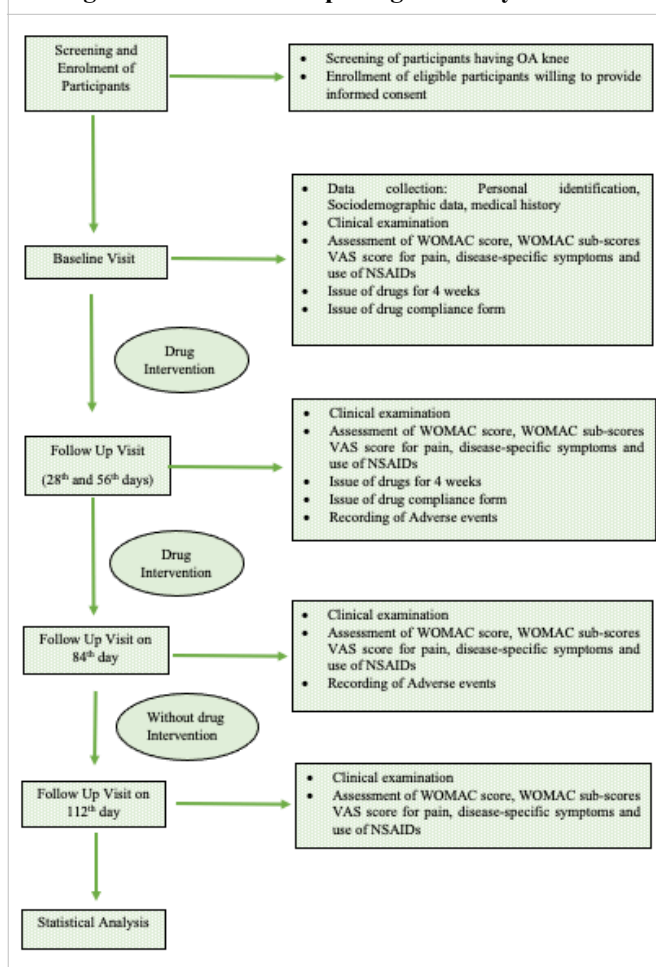 Screening and
Enrolment of
Participants
• Screening of participants having OA knee
• Enrollment of eligible participants willing to provide
informed consent
• Data collection: Personal identification,
Sociodemographic data, medical history
• Clinical examination
• Assessment of WOMAC score, WOMAC sub-scores
VAS score for pain, disease-specific symptoms and
use of NSAIDs
• Issue of drugs for 4 weeks
• Issue of drug compliance form
Baseline Visit
Drug
Intervention
Follow Up Visit
(28th and 56th days)
• Clinical examination
• Assessment of WOMAC score, WOMAC sub-scores
VAS score for pain, disease-specific symptoms and
use of NSAIDs
• Issue of drugs for 4 weeks
• Issue of drug compliance form
• Recording of Adverse events
Drug
Intervention
Follow Up Visit on
84th day
• Clinical examination
• Assessment of WOMAC score, WOMAC sub-scores
VAS score for pain, disease-specific symptoms and
use of NSAIDs
• Recording of Adverse events
Without drug
Intervention
Follow Up Visit on
112th day
• Clinical examination
• Assessment of WOMAC score, WOMAC sub-scores
VAS score for pain, disease-specific symptoms and
use of NSAIDs
Statistical Analysis